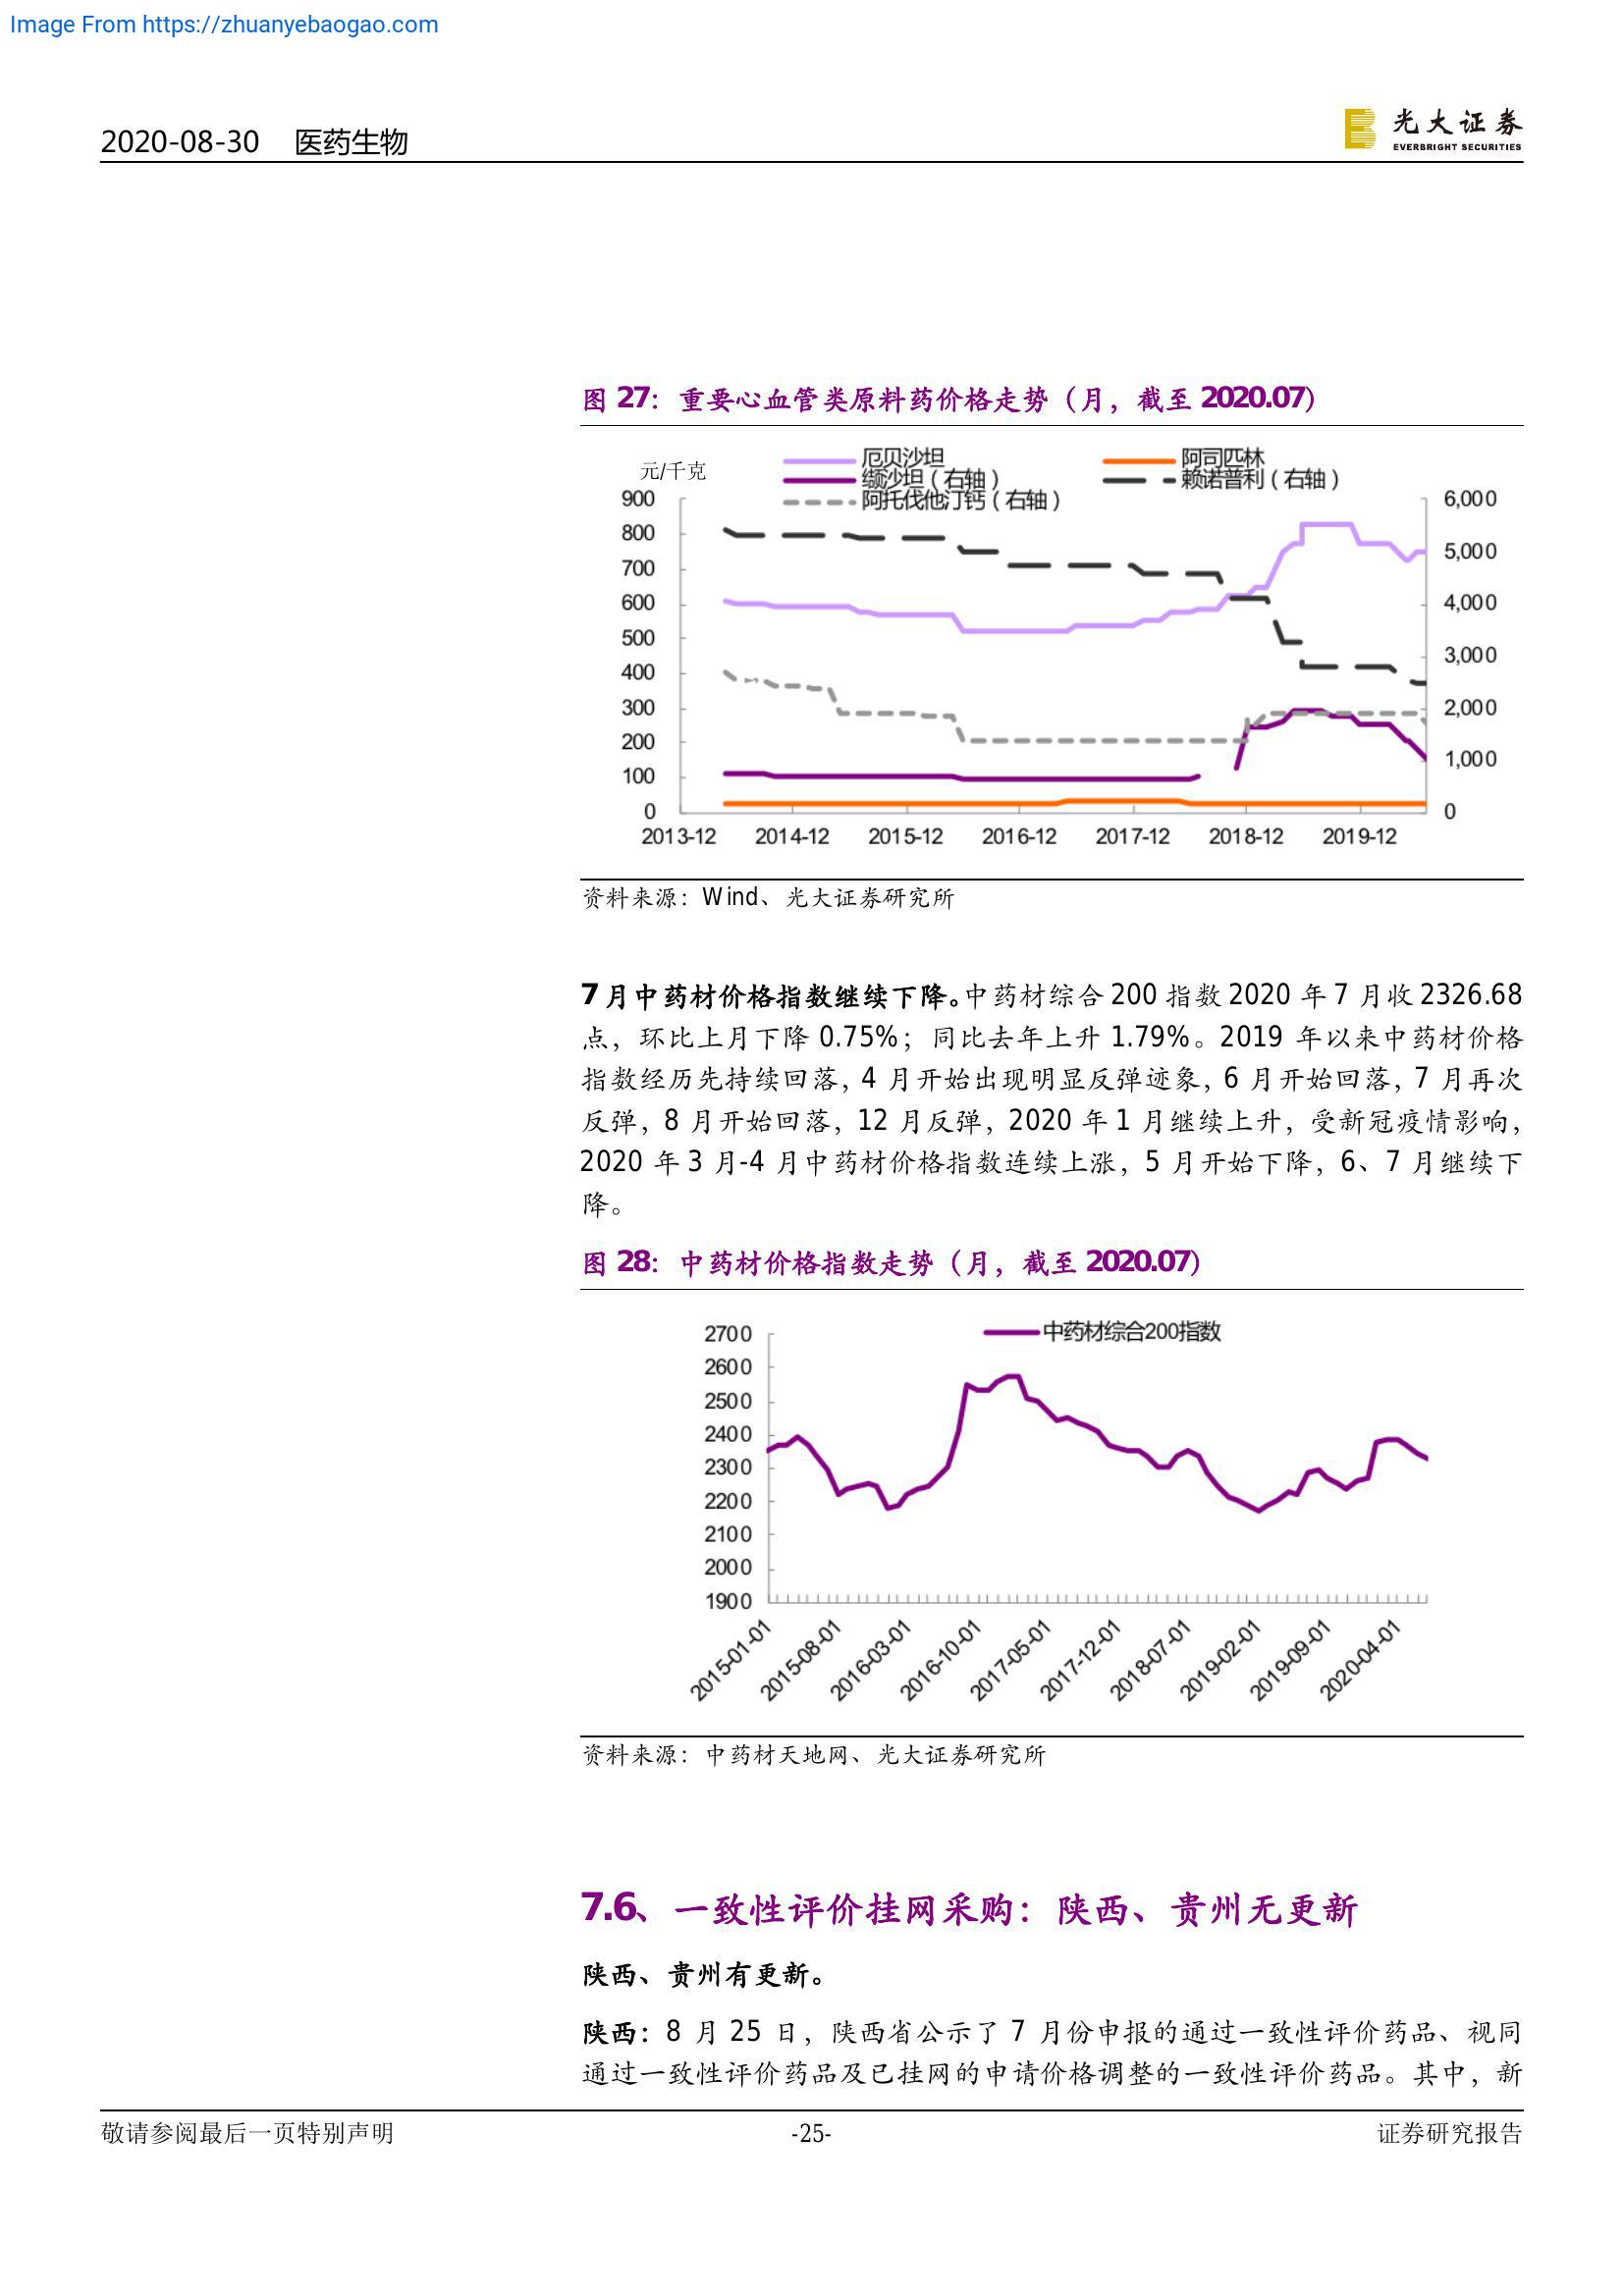 Image From https://zhuanyebaogao.com
2020-08-30 医药生物
光大证券
EVERBRIGHT SECURITIES
图 27：重要心血管类原料药价格走势（月，截至 2020.07）
元/千克
厄贝沙坦
阿司匹林
缬沙坦（右轴）
赖诺普利（右轴）
阿托伐他汀钙（右轴）
900
800
700
600
500
400
300
200
100
0
6,000
5,000
4,000
3,000
2,000
1,000
0
2013-12 2014-12 2015-12 2016-12 2017-12 2018-12 2019-12
资料来源：Wind、光大证券研究所
7 月中药材价格指数继续下降。中药材综合 200 指数 2020 年 7 月收 2326.68
点，环比上月下降 0.75%；同比去年上升 1.79%。2019 年以来中药材价格
指数经历先持续回落，4 月开始出现明显反弹迹象，6 月开始回落，7 月再次
反弹，8 月开始回落，12 月反弹，2020 年 1 月继续上升，受新冠疫情影响，
2020 年 3 月-4 月中药材价格指数连续上涨，5 月开始下降，6、7 月继续下
降。
图 28：中药材价格指数走势（月，截至 2020.07）
中药材综合200指数
2700
2600
2500
2400
2300
2200
2100
2000
1900
2015-01-01 2015-08-01 2016-03-01 2016-10-01 2017-05-01 2017-12-01 2018-07-01 2019-02-01 2019-09-01 2020-04-01
资料来源：中药材天地网、光大证券研究所
7.6、一致性评价挂网采购：陕西、贵州无更新
陕西、贵州有更新。
陕西：8 月 25 日，陕西省公示了 7 月份申报的通过一致性评价药品、视同
通过一致性评价药品及已挂网的申请价格调整的一致性评价药品。其中，新
敬请参阅最后一页特别声明 -25- 证券研究报告